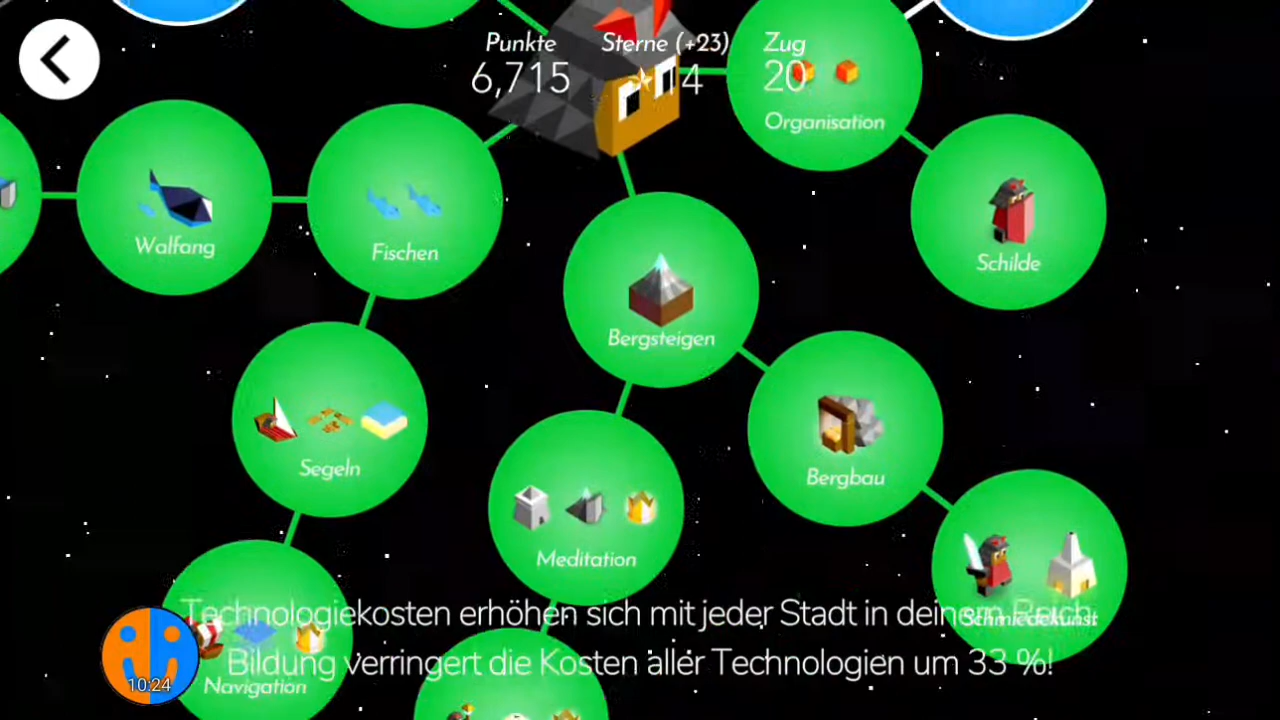 Punkte Sterne (+23) Zug
6,715 14 20
Organisation
Walfang
Fischen
Schilde
Bergsteigen
Segeln
Bergbau
Meditation
Technologiekosten erhöhen sich mit jeder Stadt in deinem Reich.
Schmiedekunst
Bildung verringert die Kosten aller Technologien um 33 %!
Navigation
10:24